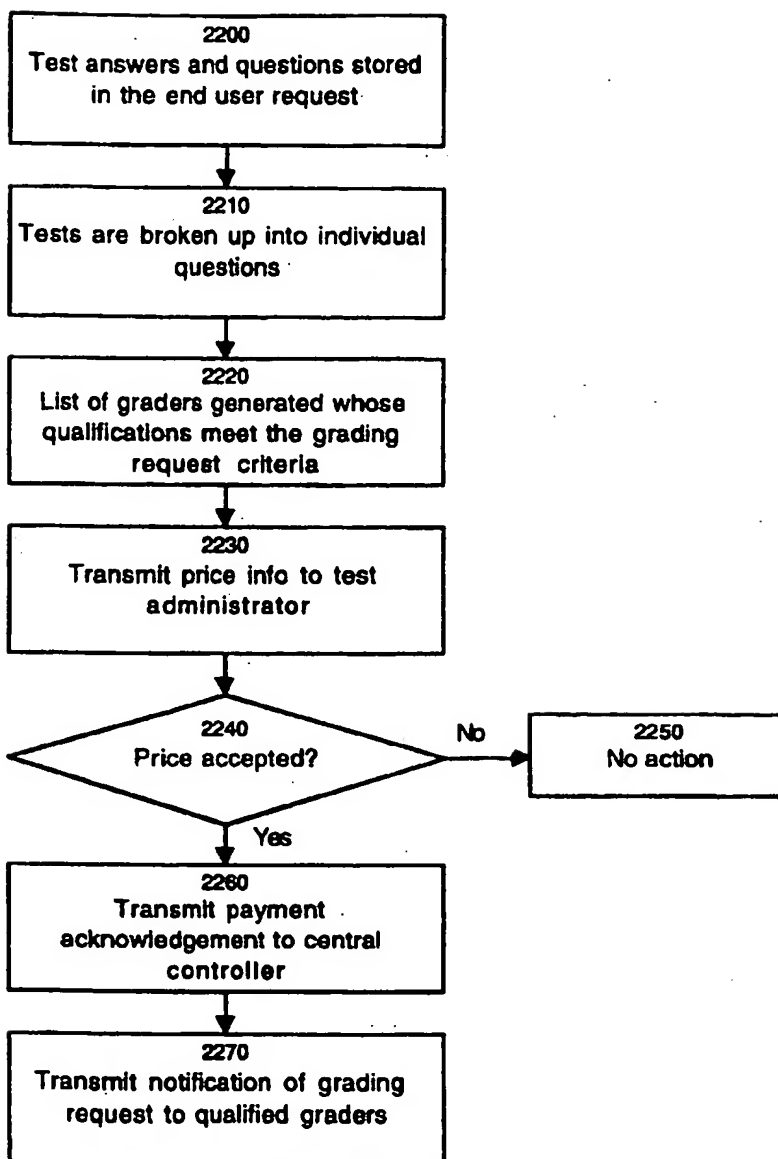 2200
Test answers and questions stored
in the end user request
2210
Tests are broken up into individual
questions
2220
List of graders generated whose
qualifications meet the grading
request criteria
2230
Transmit price info to test
administrator
2240
Price accepted?
No
2250
No action
Yes
2260
Transmit payment
acknowledgement to central
controller
2270
Transmit notification of grading
request to qualified graders